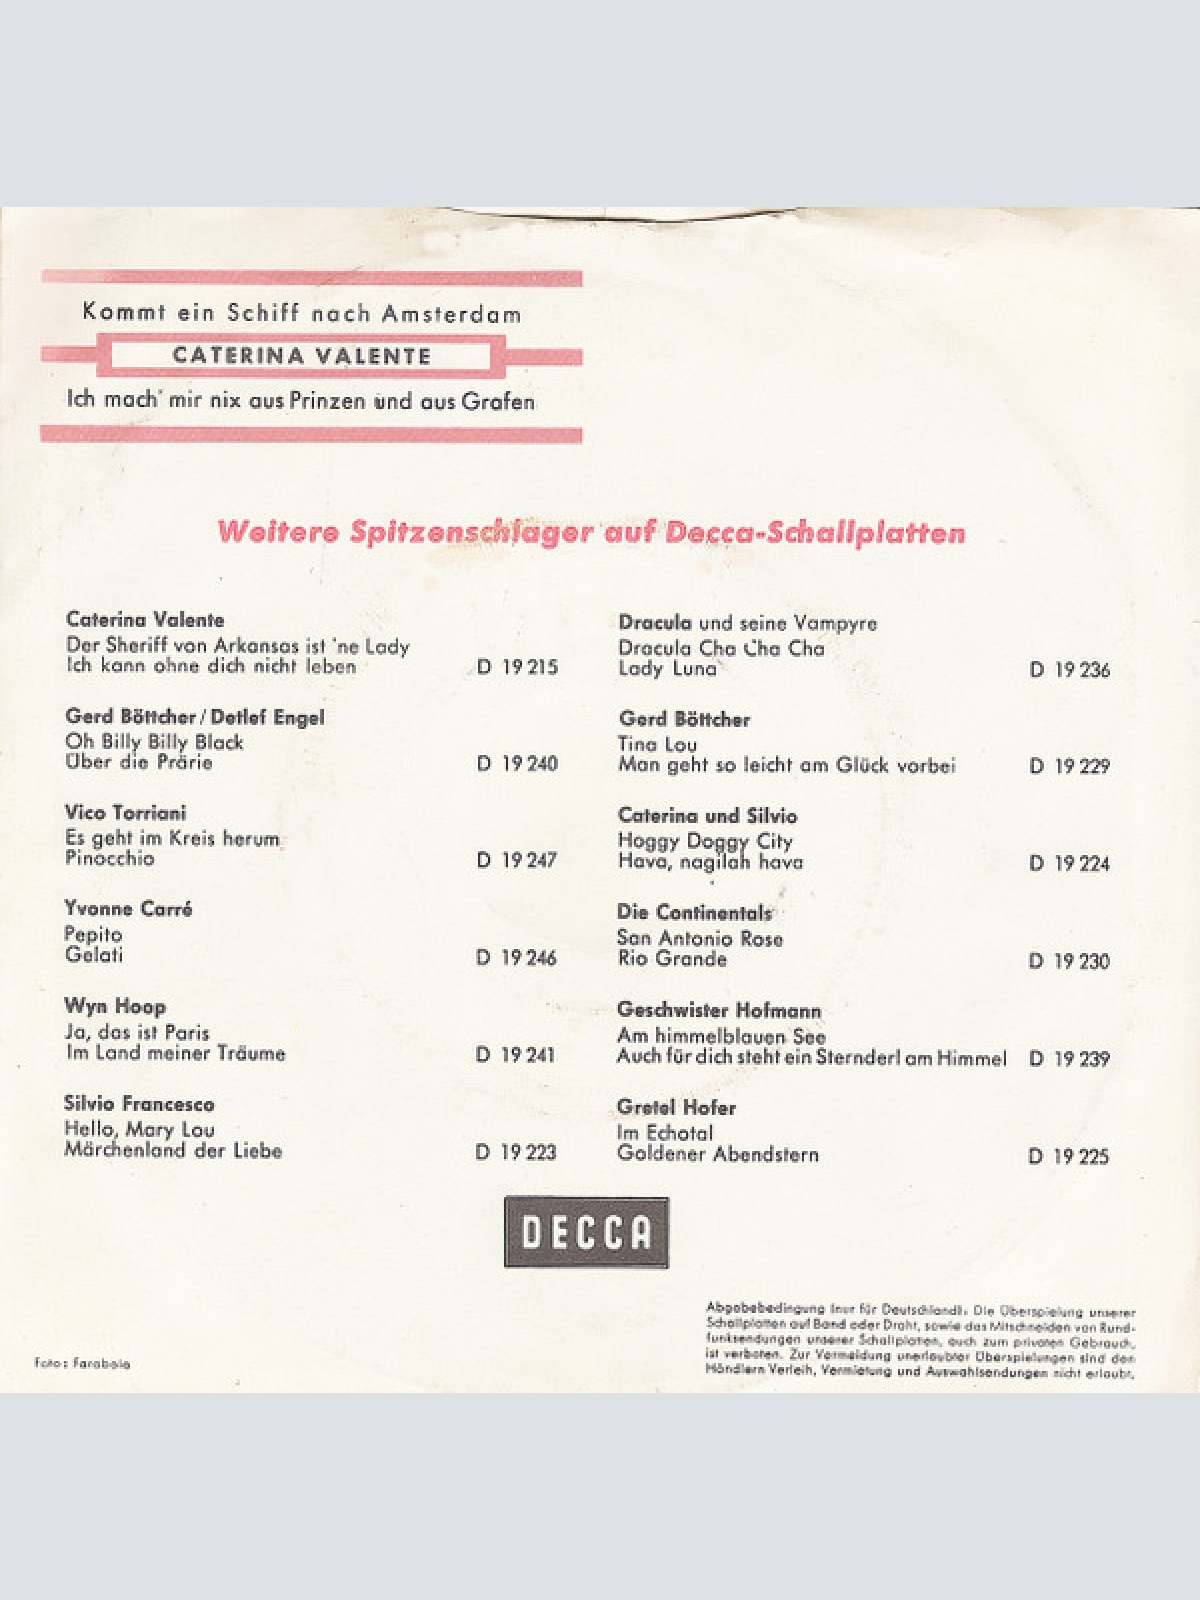 Kommt ein Schiff nach Amsterdam
CATERINA VALENTE
Ich mach' mir nix aus Prinzen und aus Grafen
Weitere Spitzenschlager auf Decca-Schallplatten
Caterina Valente
Der Sheriff von Arkansas ist 'ne Lady
Ich kann ohne dich nicht leben D 19 215
Gerd Böttcher / Detlef Engel
Oh Billy Billy Black
Über die Prärie D 19 240
Vico Torriani
Es geht im Kreis herum
Pinocchio D 19 247
Yvonne Carré
Pepito
Gelati D 19 246
Wyn Hoop
Ja, das ist Paris
Im Land meiner Träume D 19 241
Silvio Francesco
Hello, Mary Lou
Märchenland der Liebe D 19 223
Dracula und seine Vampyre
Dracula Cha Cha Cha
Lady Luna D 19 236
Gerd Böttcher
Tina Lou
Man geht so leicht am Glück vorbei D 19 229
Caterina und Silvio
Hoggy Doggy City
Hava, nagilah hava D 19 224
Die Continentals
San Antonio Rose
Rio Grande D 19 230
Geschwister Hofmann
Am himmelblauen See
Auch für dich steht ein Sternderl am Himmel D 19 239
Gretel Hofer
Im Echotal
Goldener Abendstern D 19 225
DECCA
Abgabebedingung (nur für Deutschland). Die Überspielung unserer
Schallplatten auf Band oder Draht, sowie das Mitschneiden von Rund-
funksendungen unserer Schallplatten, auch zum privaten Gebrauch,
ist verboten. Zur Vermeidung unerlaubter Überspielungen sind den
Händlern Verleih, Vermietung und Auswahlsendungen nicht erlaubt.
Foto: Farabola